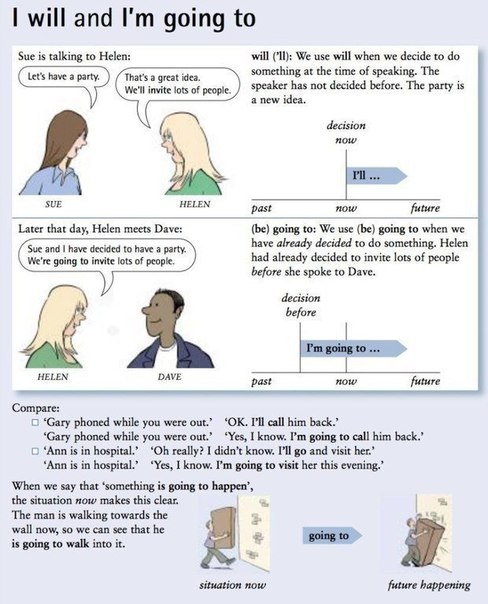 I will and I'm going to
Sue is talking to Helen:
Let's have a party.
That's a great idea.
We'll invite lots of people.
SUE
HELEN
will ('ll): We use will when we decide to do
something at the time of speaking. The
speaker has not decided before. The party is
a new idea.
decision
now
I'll ...
past
now
future
Later that day, Helen meets Dave:
Sue and I have decided to have a party.
We're going to invite lots of people.
HELEN
DAVE
(be) going to: We use (be) going to when we
have already decided to do something. Helen
had already decided to invite lots of people
before she spoke to Dave.
decision
before
I'm going to ...
past
now
future
Compare:
'Gary phoned while you were out.' 'OK. I'll call him back.'
'Gary phoned while you were out.' 'Yes, I know. I'm going to call him back.'
'Ann is in hospital.' 'Oh really? I didn't know. I'll go and visit her.'
'Ann is in hospital.' 'Yes, I know. I'm going to visit her this evening.'
When we say that 'something is going to happen',
the situation now makes this clear.
The man is walking towards the
wall now, so we can see that he
is going to walk into it.
going to
situation now
future happening